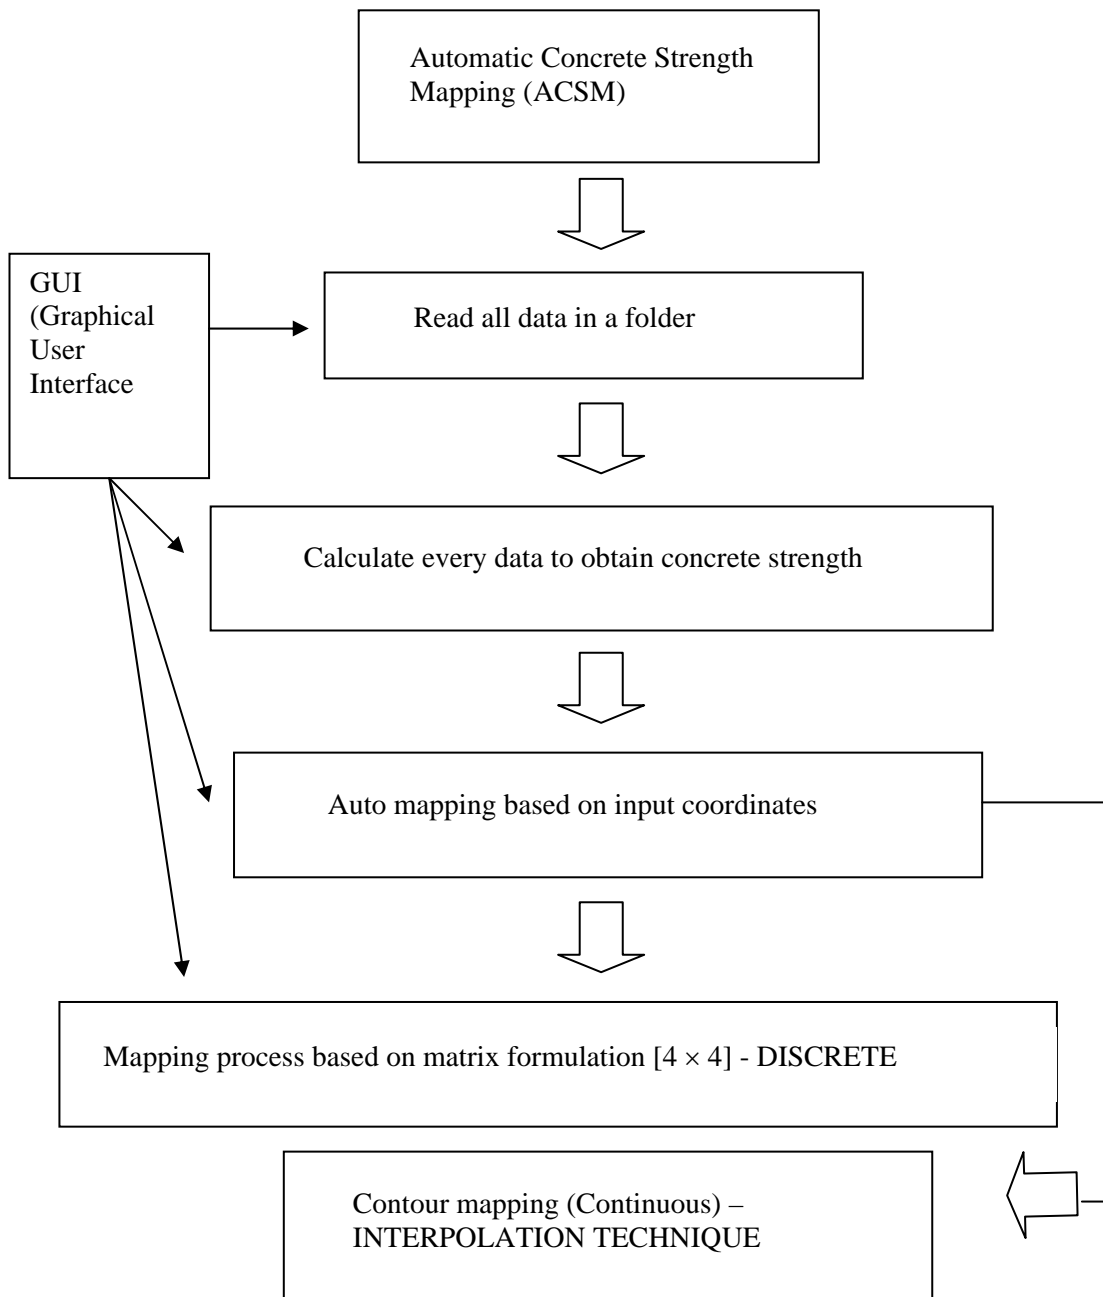 Automatic Concrete Strength
Mapping (ACSM)
GUI
(Graphical
User
Interface
Read all data in a folder
Calculate every data to obtain concrete strength
Auto mapping based on input coordinates
Mapping process based on matrix formulation [4 × 4] - DISCRETE
Contour mapping (Continuous) –
INTERPOLATION TECHNIQUE